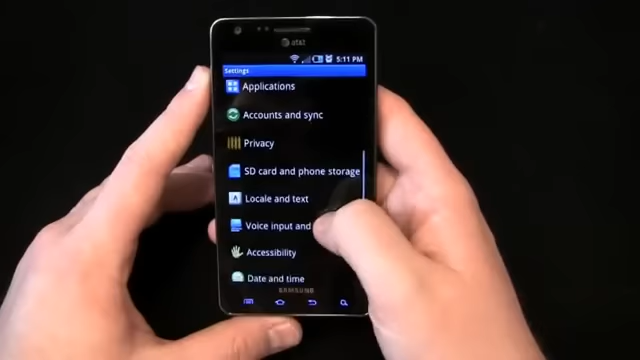 at&t
5:11 PM
Settings
Applications
Accounts and sync
Privacy
SD card and phone storage
Locale and text
Voice input and
Accessibility
Date and time
SAMSUNG